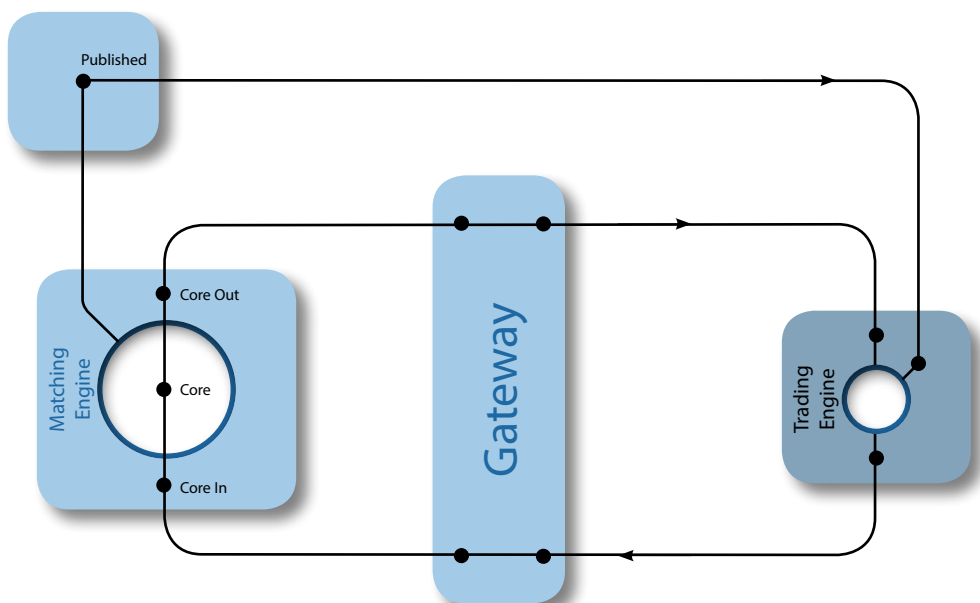 Published
Core Out
Matching
Engine
Core
Core In
Gateway
Trading
Engine